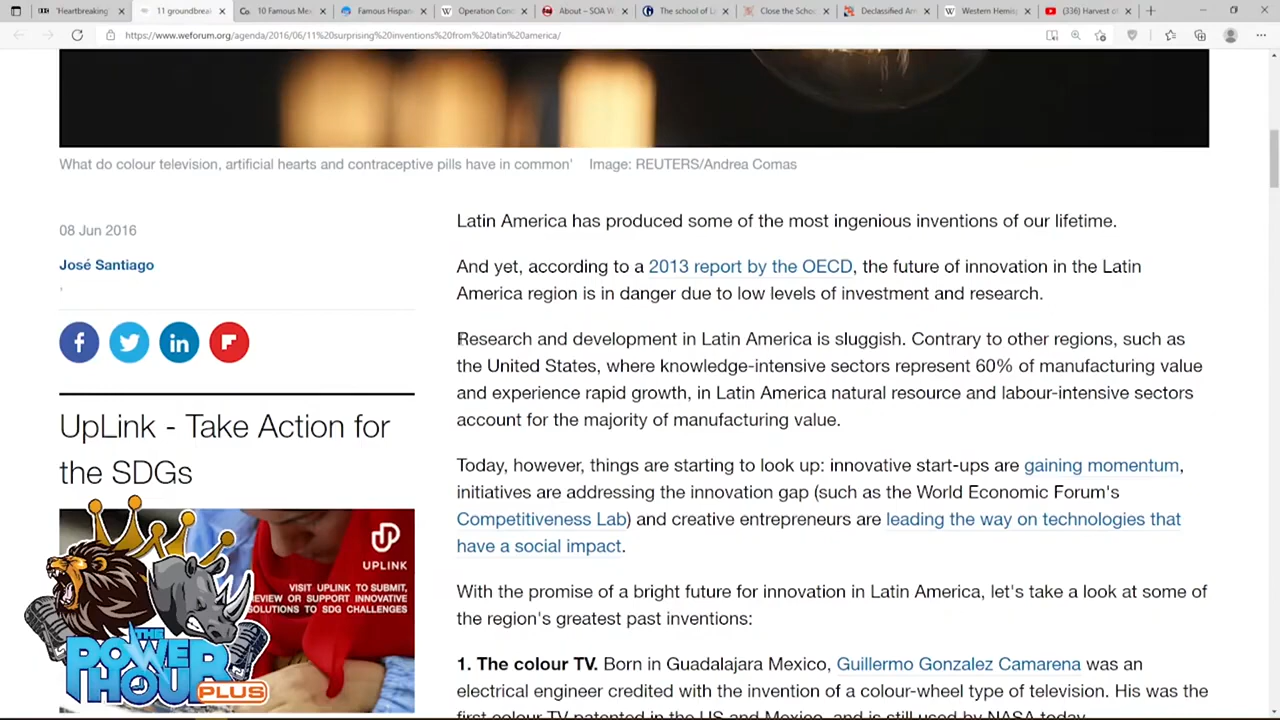 'Heartbreaking
11 groundbreak
10 Famous Mex
Famous Hispan
Operation Con
About – SOA W
The school of L
Close the Scho
Declassified Ar
Western Hemis
(336) Harvest o
https://www.weforum.org/agenda/2016/06/11%20surprising%20inventions%20from%20latin%20america/
What do colour television, artificial hearts and contraceptive pills have in common' Image: REUTERS/Andrea Comas
08 Jun 2016
José Santiago
UpLink - Take Action for
the SDGs
UPLINK
VISIT UPLINK TO SUBMIT,
REVIEW OR SUPPORT INNOVATIVE
SOLUTIONS TO SDG CHALLENGES
THE
POWER
HOUR
PLUS
Latin America has produced some of the most ingenious inventions of our lifetime.
And yet, according to a 2013 report by the OECD, the future of innovation in the Latin
America region is in danger due to low levels of investment and research.
Research and development in Latin America is sluggish. Contrary to other regions, such as
the United States, where knowledge-intensive sectors represent 60% of manufacturing value
and experience rapid growth, in Latin America natural resource and labour-intensive sectors
account for the majority of manufacturing value.
Today, however, things are starting to look up: innovative start-ups are gaining momentum,
initiatives are addressing the innovation gap (such as the World Economic Forum's
Competitiveness Lab) and creative entrepreneurs are leading the way on technologies that
have a social impact.
With the promise of a bright future for innovation in Latin America, let's take a look at some of
the region's greatest past inventions:
1. The colour TV. Born in Guadalajara Mexico, Guillermo Gonzalez Camarena was an
electrical engineer credited with the invention of a colour-wheel type of television. His was the
first colour TV patented in the US and Mexico, and is still used by NASA today.